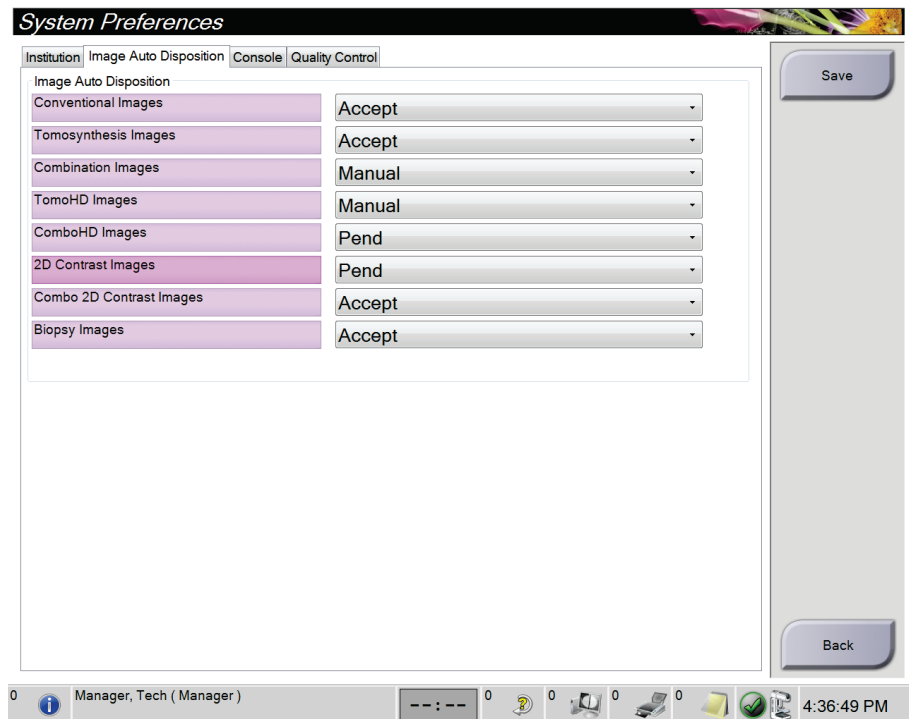 System Preferences
Institution Image Auto Disposition Console Quality Control
Save
Image Auto Disposition
Conventional Images Accept
Tomosynthesis Images Accept
Combination Images Manual
TomoHD Images Manual
ComboHD Images Pend
2D Contrast Images Pend
Combo 2D Contrast Images Accept
Biopsy Images Accept
Back
0 Manager, Tech ( Manager ) --:-- 0 0 0 0 4:36:49 PM